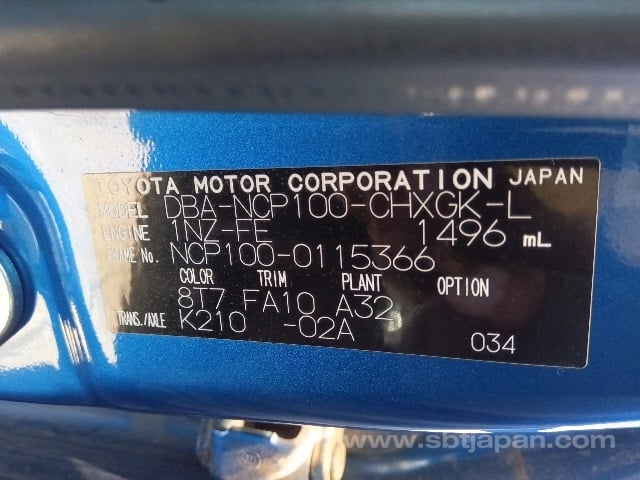 TOYOTA MOTOR CORPORATION JAPAN
MODEL DBA-NCP100-CHXGK-L
ENGINE 1NZ-FE 1496 mL
FRAME No. NCP100-0115366
COLOR TRIM PLANT OPTION
8T7 FA10 A32
TRANS./AXLE K210 -02A
034
www.sbtjapan.com